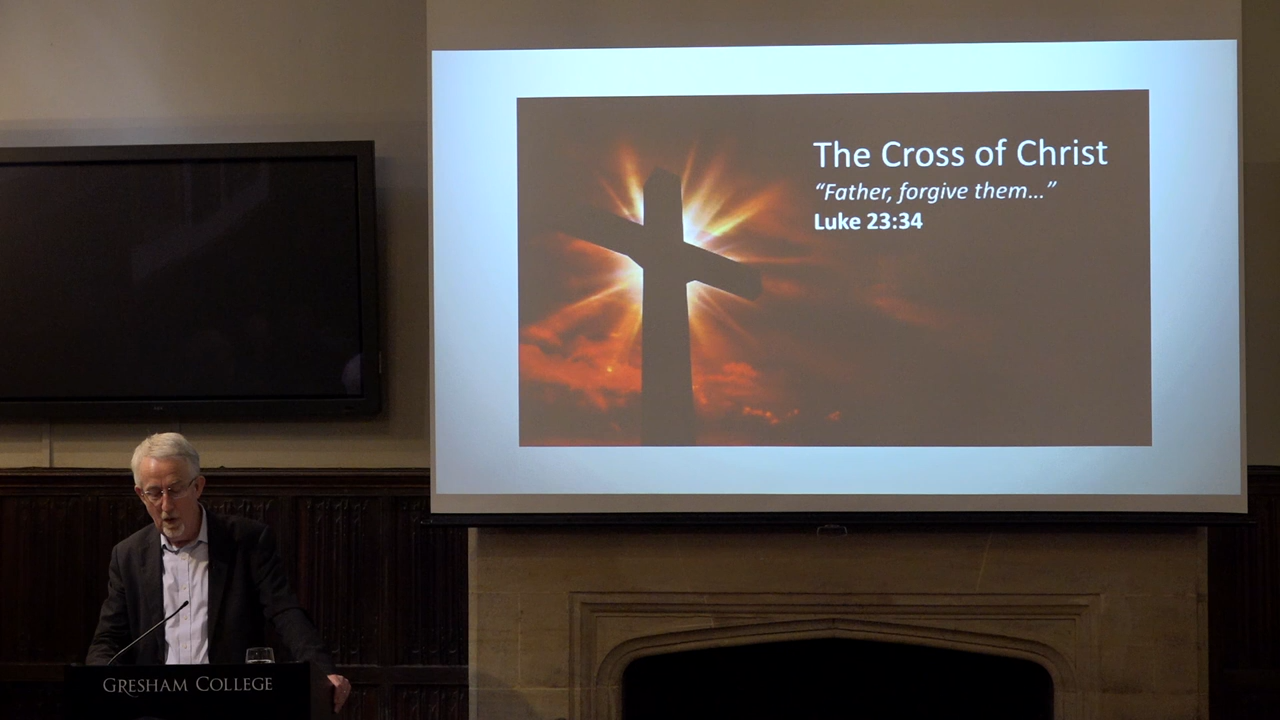 The Cross of Christ
“Father, forgive them…”
Luke 23:34
GRESHAM COLLEGE